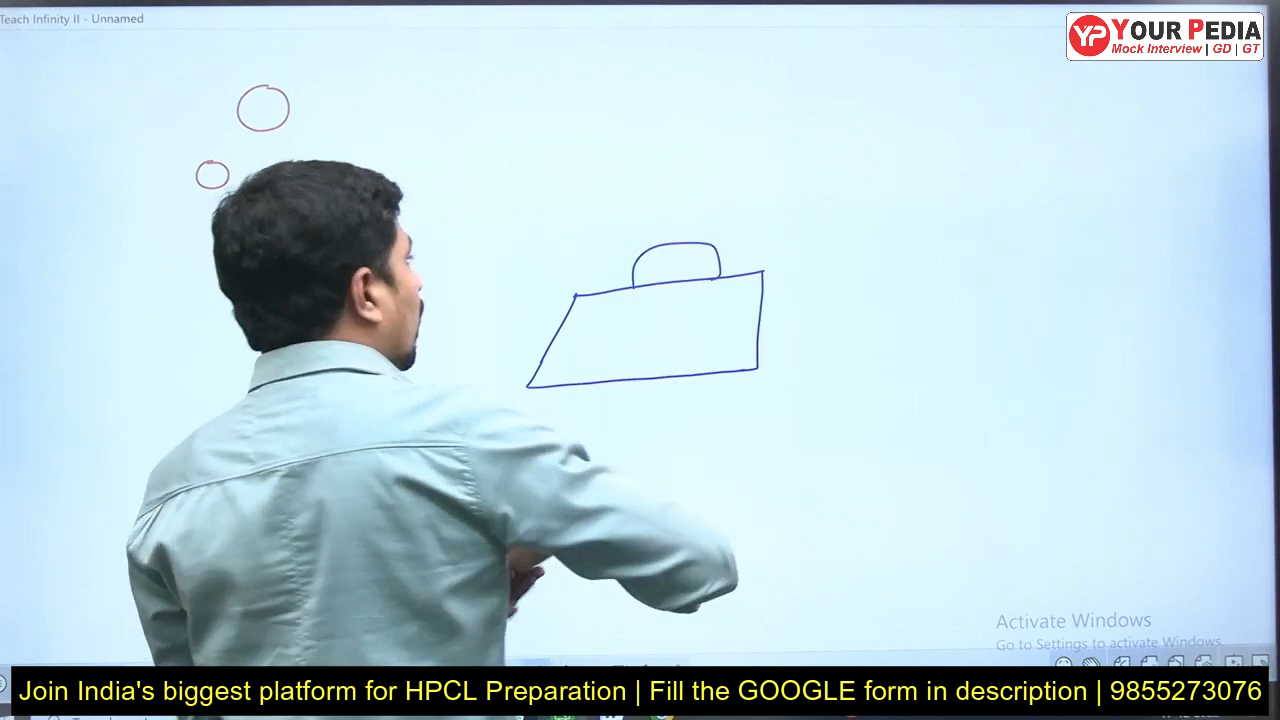 Teach Infinity II - Unnamed
YP YOUR PEDIA
Mock Interview | GD | GT
Activate Windows
Go to Settings to activate Windows.
Join India's biggest platform for HPCL Preparation | Fill the GOOGLE form in description | 9855273076